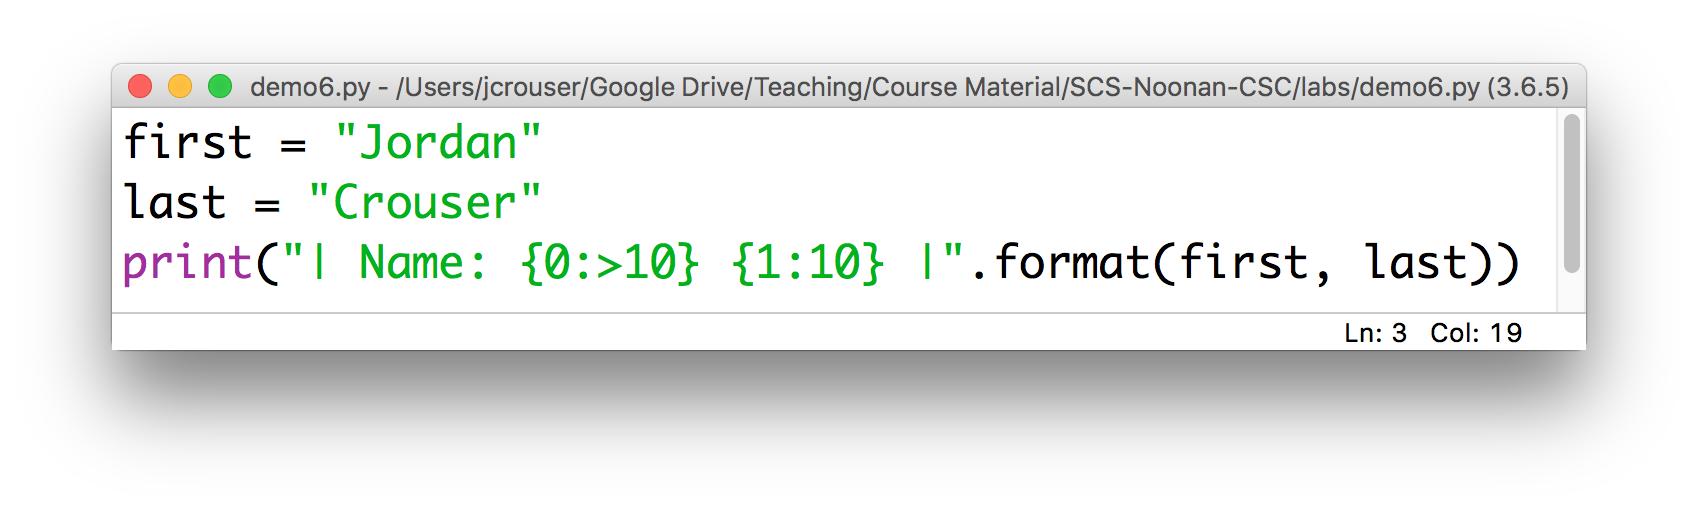 demo6.py - /Users/jcrouser/Google Drive/Teaching/Course Material/SCS-Noonan-CSC/labs/demo6.py (3.6.5)
first = "Jordan"
last = "Crouser"
print("| Name: {0:>10} {1:10} |".format(first, last))
Ln: 3 Col: 19